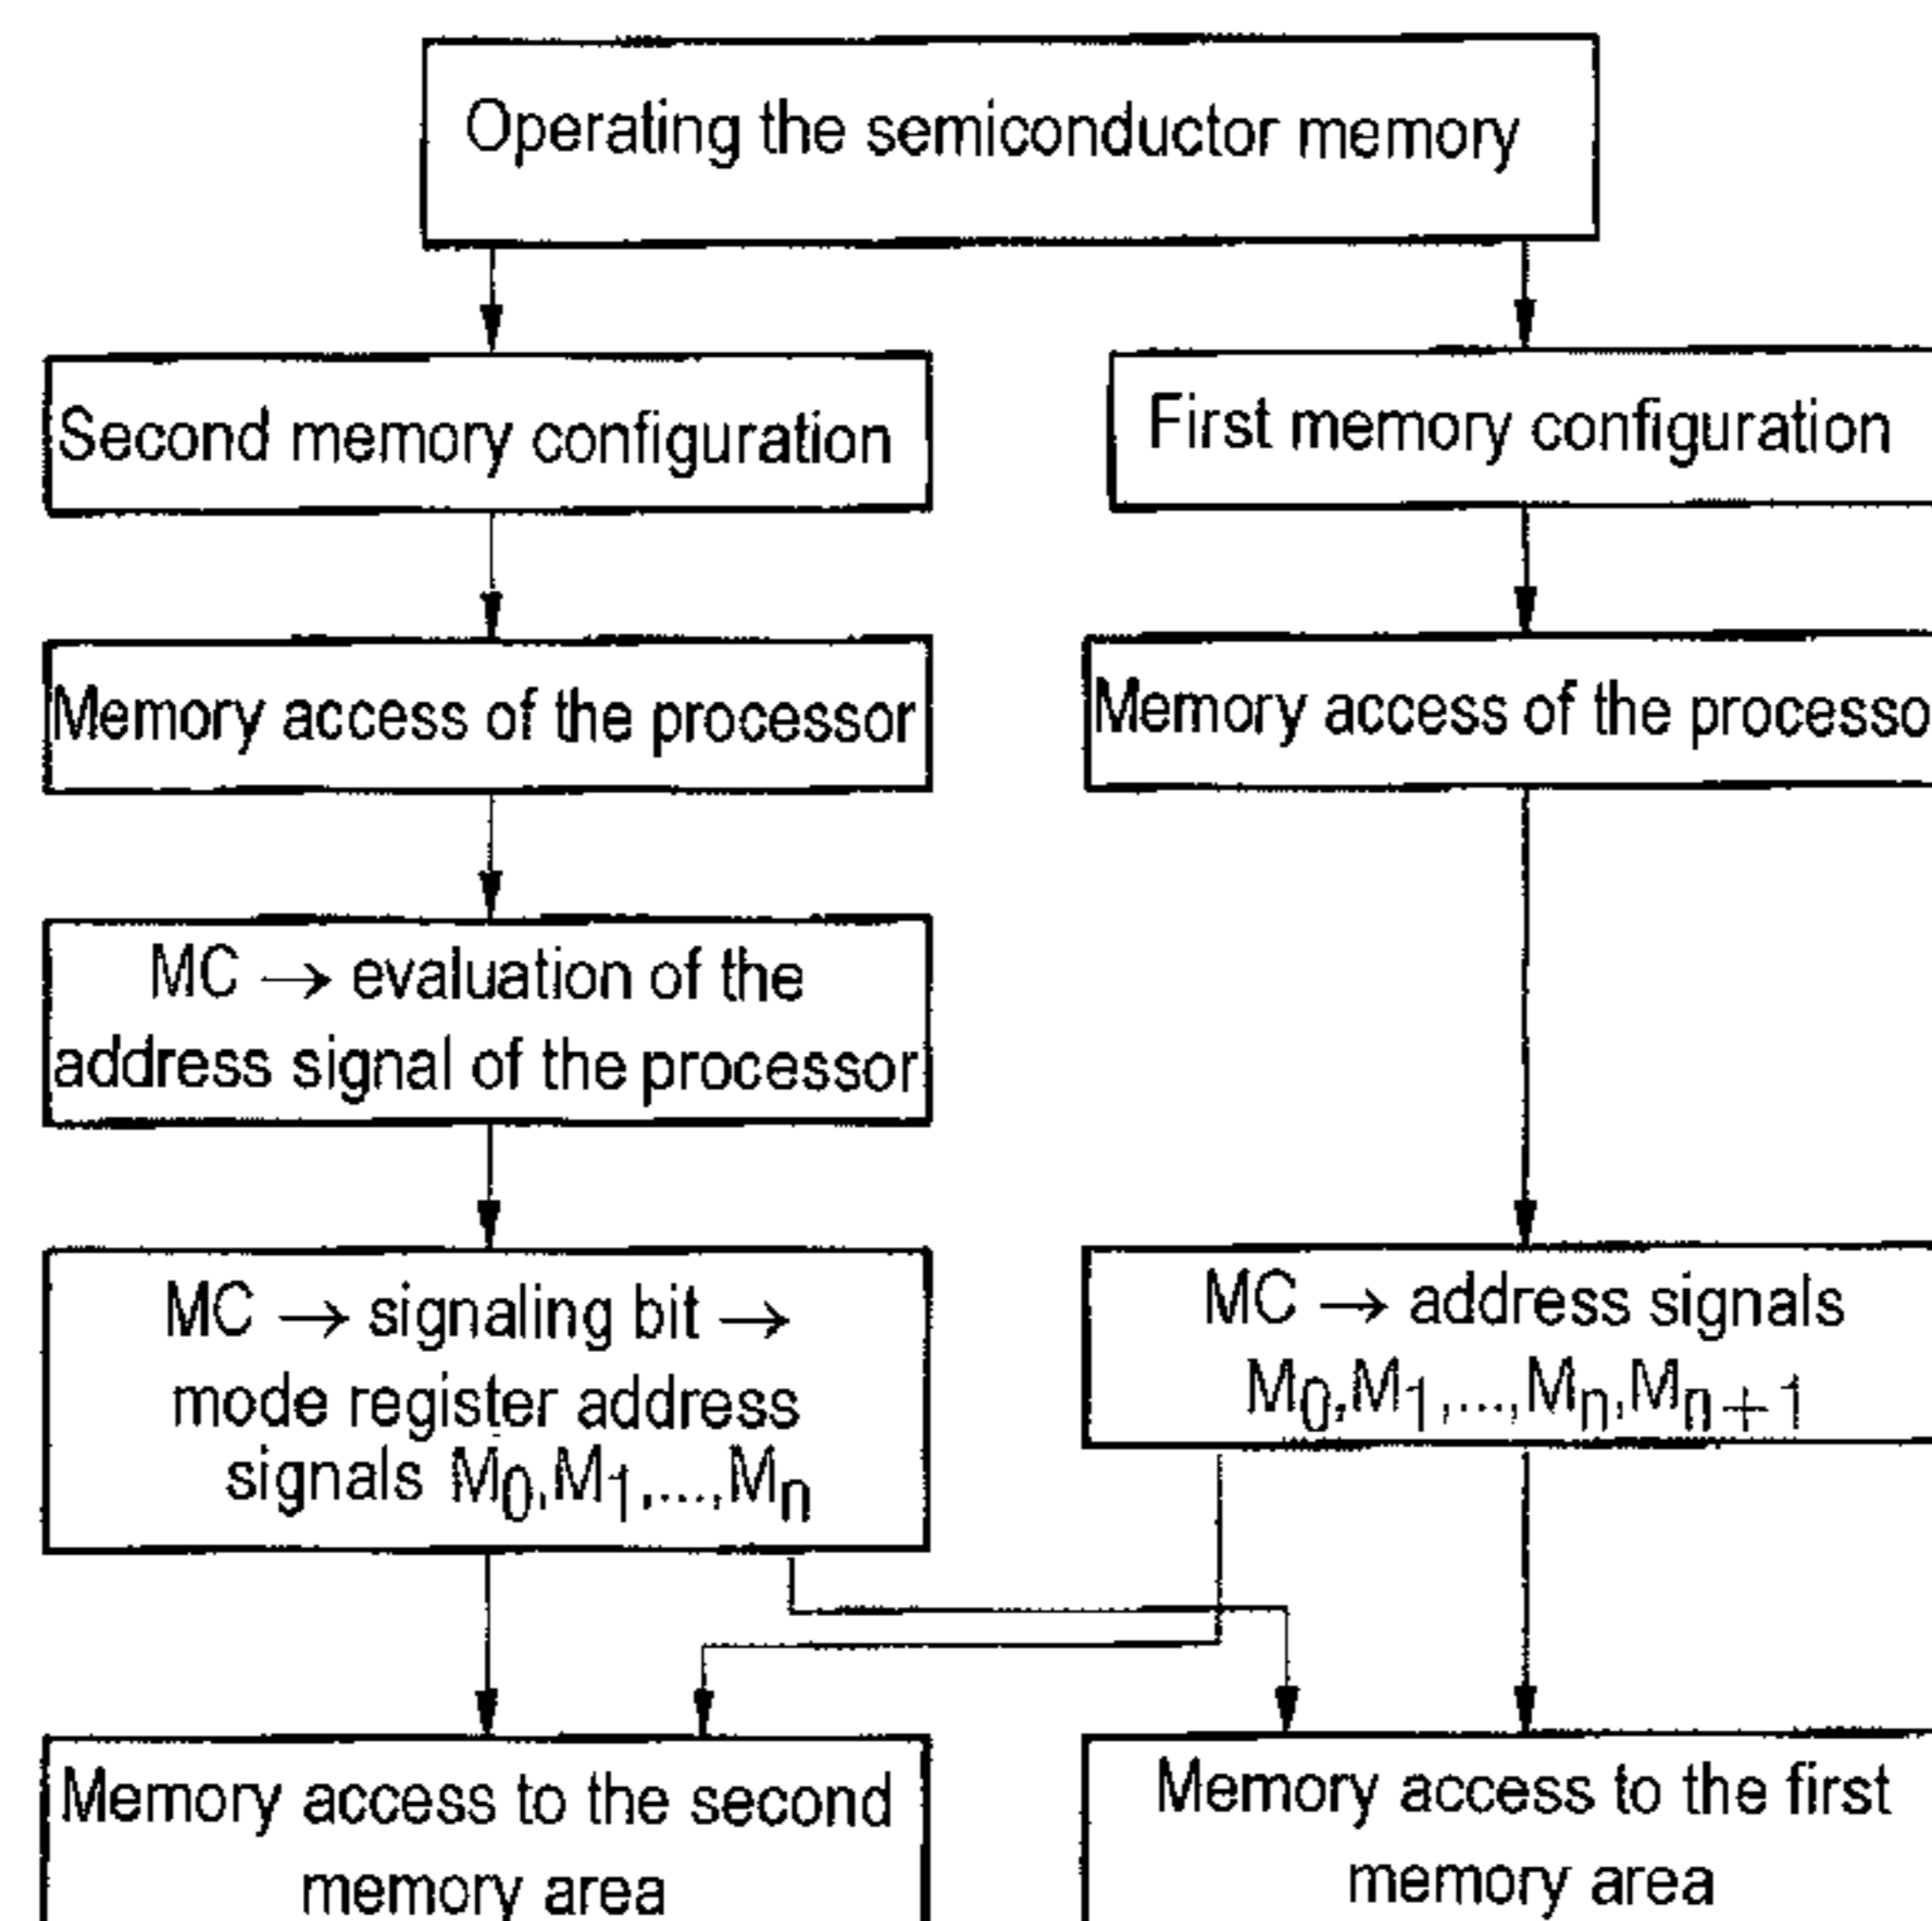 Operating the semiconductor memory
Second memory configuration
First memory configuration
Memory access of the processor
Memory access of the processo
MC → evaluation of the
address signal of the processor
MC → signaling bit →
mode register address
signals M0,M1,...,Mn
MC → address signals
M0,M1,...,Mn,Mn+1
Memory access to the second
memory area
Memory access to the first
memory area